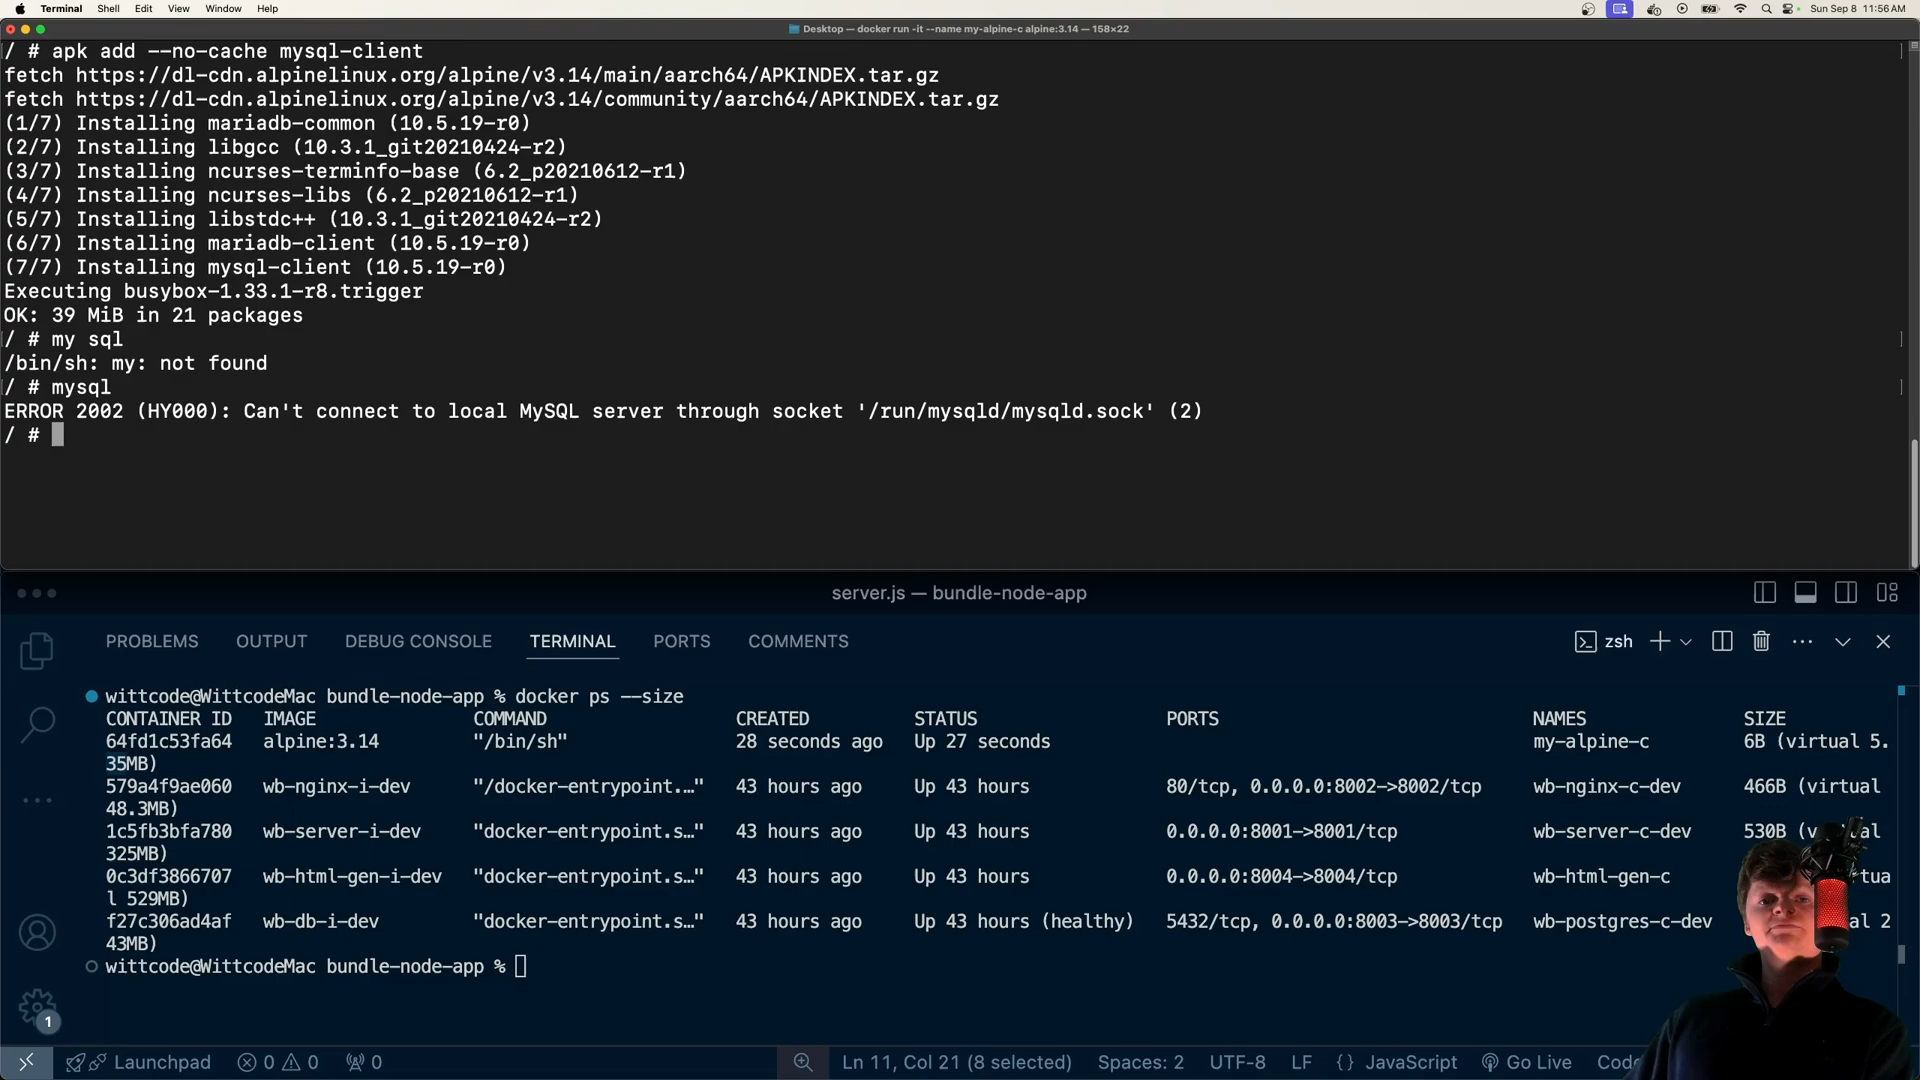 Terminal Shell Edit View Window Help Sun Sep 8 11:56 AM
Desktop — docker run -it --name my-alpine-c alpine:3.14 — 158×22
/ # apk add --no-cache mysql-client
fetch https://dl-cdn.alpinelinux.org/alpine/v3.14/main/aarch64/APKINDEX.tar.gz
fetch https://dl-cdn.alpinelinux.org/alpine/v3.14/community/aarch64/APKINDEX.tar.gz
(1/7) Installing mariadb-common (10.5.19-r0)
(2/7) Installing libgcc (10.3.1_git20210424-r2)
(3/7) Installing ncurses-terminfo-base (6.2_p20210612-r1)
(4/7) Installing ncurses-libs (6.2_p20210612-r1)
(5/7) Installing libstdc++ (10.3.1_git20210424-r2)
(6/7) Installing mariadb-client (10.5.19-r0)
(7/7) Installing mysql-client (10.5.19-r0)
Executing busybox-1.33.1-r8.trigger
OK: 39 MiB in 21 packages
/ # my sql
/bin/sh: my: not found
/ # mysql
ERROR 2002 (HY000): Can't connect to local MySQL server through socket '/run/mysqld/mysqld.sock' (2)
/ #
server.js — bundle-node-app
PROBLEMS OUTPUT DEBUG CONSOLE TERMINAL PORTS COMMENTS zsh
wittcode@WittcodeMac bundle-node-app % docker ps --size
CONTAINER ID IMAGE COMMAND CREATED STATUS PORTS NAMES SIZE
64fd1c53fa64 alpine:3.14 "/bin/sh" 28 seconds ago Up 27 seconds my-alpine-c 6B (virtual 5.
35MB)
579a4f9ae060 wb-nginx-i-dev "/docker-entrypoint.…" 43 hours ago Up 43 hours 80/tcp, 0.0.0.0:8002->8002/tcp wb-nginx-c-dev 466B (virtual
48.3MB)
1c5fb3bfa780 wb-server-i-dev "docker-entrypoint.s…" 43 hours ago Up 43 hours 0.0.0.0:8001->8001/tcp wb-server-c-dev 530B
325MB)
0c3df3866707 wb-html-gen-i-dev "docker-entrypoint.s…" 43 hours ago Up 43 hours 0.0.0.0:8004->8004/tcp wb-html-gen-c tua
l 529MB)
f27c306ad4af wb-db-i-dev "docker-entrypoint.s…" 43 hours ago Up 43 hours (healthy) 5432/tcp, 0.0.0.0:8003->8003/tcp wb-postgres-c-dev al 2
43MB)
wittcode@WittcodeMac bundle-node-app %
1
Launchpad 0 0 0 Ln 11, Col 21 (8 selected) Spaces: 2 UTF-8 LF {} JavaScript Go Live Cod